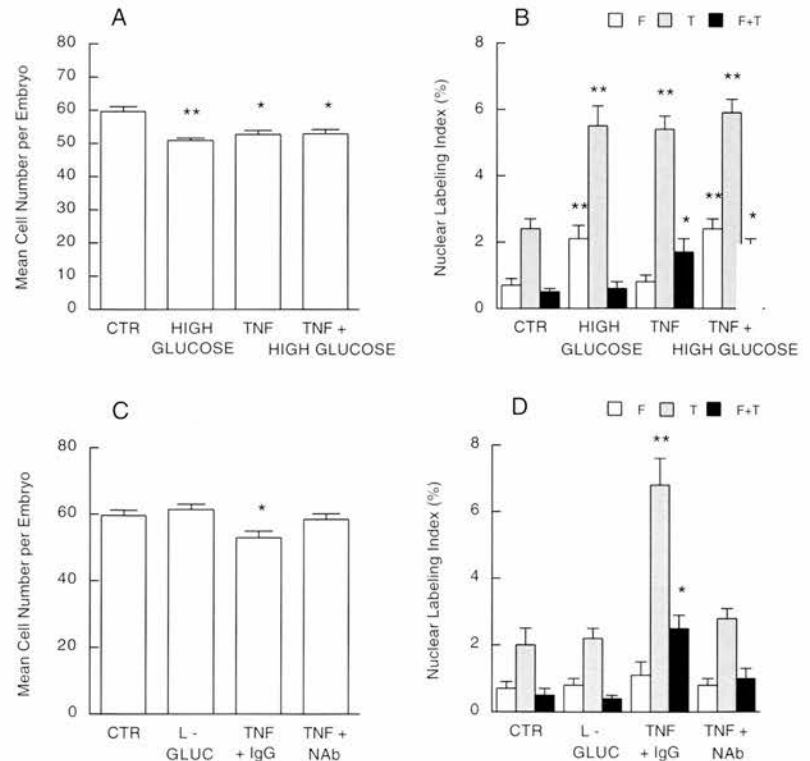 A
Mean Cell Number per Embryo
80
70
60
50
40
30
20
10
0
**
*
*
CTR HIGH GLUCOSE TNF TNF + HIGH GLUCOSE
B
F T F+T
Nuclear Labeling Index (%)
8
6
4
2
0
**
**
**
*
**
**
*
CTR HIGH GLUCOSE TNF TNF + HIGH GLUCOSE
C
Mean Cell Number per Embryo
80
60
40
20
0
*
CTR L - GLUC TNF + IgG TNF + NAb
D
F T F+T
Nuclear Labeling Index (%)
8
6
4
2
0
**
*
CTR L - GLUC TNF + IgG TNF + NAb